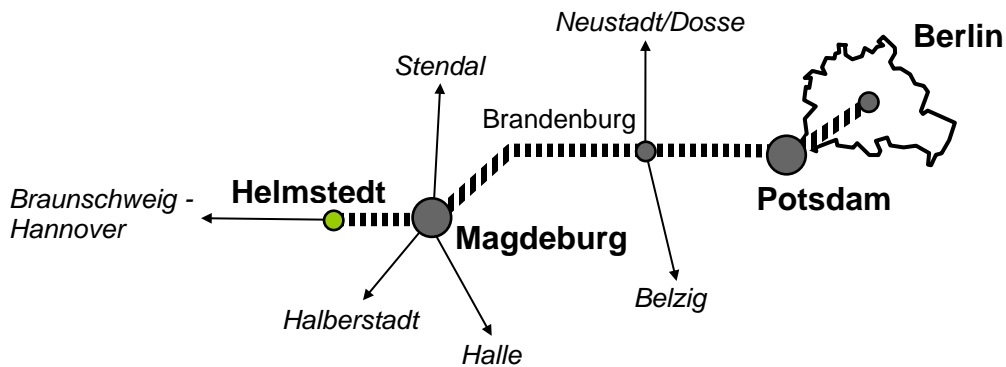 Neustadt/Dosse
Berlin
Stendal
Brandenburg
Helmstedt
Braunschweig -
Hannover
Potsdam
Magdeburg
Belzig
Halberstadt
Halle